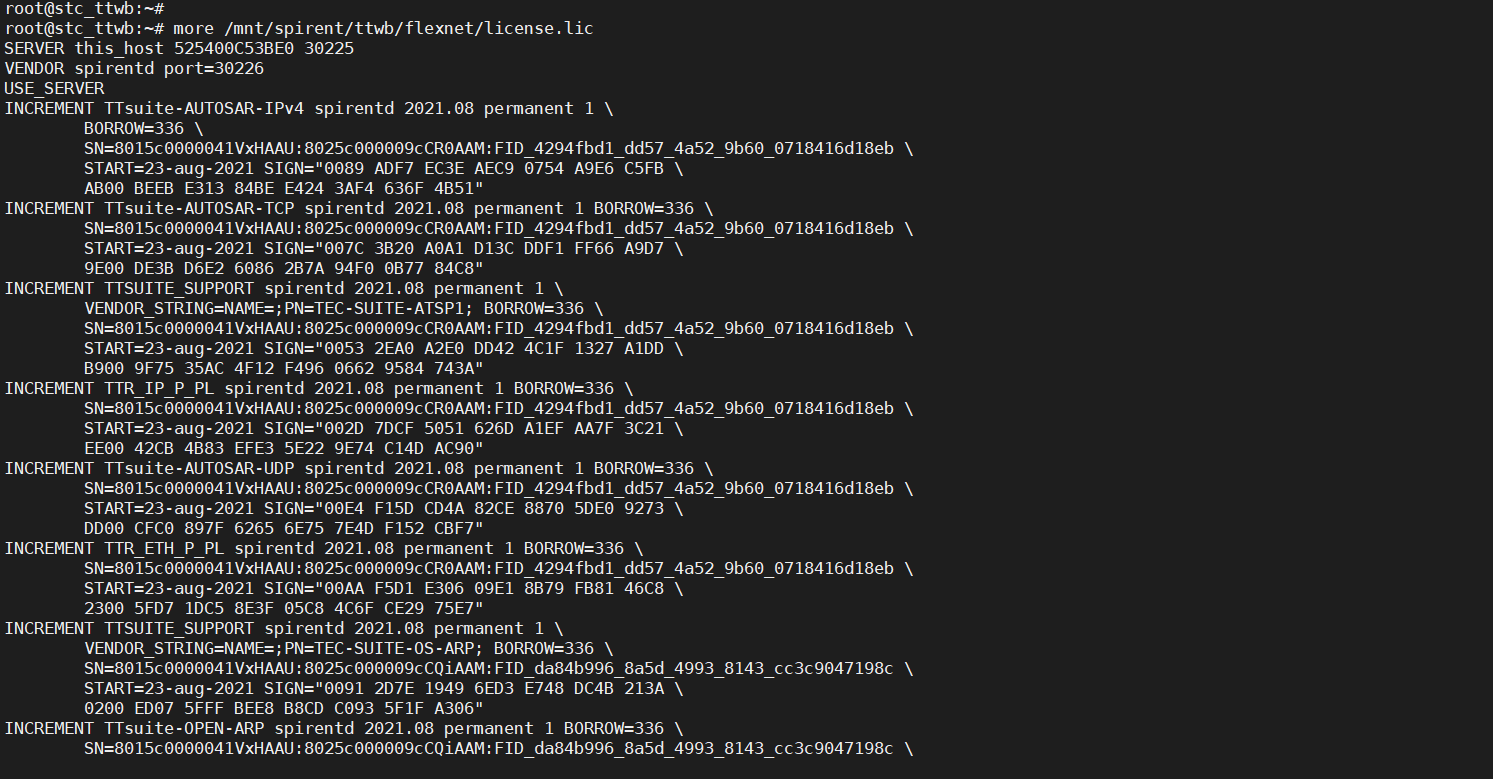 root@stc_ttwb:~#
root@stc_ttwb:~# more /mnt/spirent/ttwb/flexnet/license.lic
SERVER this_host 525400C53BE0 30225
VENDOR spirentd port=30226
USE_SERVER
INCREMENT TTsuite-AUTOSAR-IPv4 spirentd 2021.08 permanent 1 \
        BORROW=336 \
        SN=8015c0000041VxHAAU:8025c000009cCR0AAM:FID_4294fbd1_dd57_4a52_9b60_0718416d18eb \
        START=23-aug-2021 SIGN="0089 ADF7 EC3E AEC9 0754 A9E6 C5FB \
        AB00 BEEB E313 84BE E424 3AF4 636F 4B51"
INCREMENT TTsuite-AUTOSAR-TCP spirentd 2021.08 permanent 1 BORROW=336 \
        SN=8015c0000041VxHAAU:8025c000009cCR0AAM:FID_4294fbd1_dd57_4a52_9b60_0718416d18eb \
        START=23-aug-2021 SIGN="007C 3B20 A0A1 D13C DDF1 FF66 A9D7 \
        9E00 DE3B D6E2 6086 2B7A 94F0 0B77 84C8"
INCREMENT TTSUITE_SUPPORT spirentd 2021.08 permanent 1 \
        VENDOR_STRING=NAME=;PN=TEC-SUITE-ATSP1; BORROW=336 \
        SN=8015c0000041VxHAAU:8025c000009cCR0AAM:FID_4294fbd1_dd57_4a52_9b60_0718416d18eb \
        START=23-aug-2021 SIGN="0053 2EA0 A2E0 DD42 4C1F 1327 A1DD \
        B900 9F75 35AC 4F12 F496 0662 9584 743A"
INCREMENT TTR_IP_P_PL spirentd 2021.08 permanent 1 BORROW=336 \
        SN=8015c0000041VxHAAU:8025c000009cCR0AAM:FID_4294fbd1_dd57_4a52_9b60_0718416d18eb \
        START=23-aug-2021 SIGN="002D 7DCF 5051 626D A1EF AA7F 3C21 \
        EE00 42CB 4B83 EFE3 5E22 9E74 C14D AC90"
INCREMENT TTsuite-AUTOSAR-UDP spirentd 2021.08 permanent 1 BORROW=336 \
        SN=8015c0000041VxHAAU:8025c000009cCR0AAM:FID_4294fbd1_dd57_4a52_9b60_0718416d18eb \
        START=23-aug-2021 SIGN="00E4 F15D CD4A 82CE 8870 5DE0 9273 \
        DD00 CFC0 897F 6265 6E75 7E4D F152 CBF7"
INCREMENT TTR_ETH_P_PL spirentd 2021.08 permanent 1 BORROW=336 \
        SN=8015c0000041VxHAAU:8025c000009cCR0AAM:FID_4294fbd1_dd57_4a52_9b60_0718416d18eb \
        START=23-aug-2021 SIGN="00AA F5D1 E306 09E1 8B79 FB81 46C8 \
        2300 5FD7 1DC5 8E3F 05C8 4C6F CE29 75E7"
INCREMENT TTSUITE_SUPPORT spirentd 2021.08 permanent 1 \
        VENDOR_STRING=NAME=;PN=TEC-SUITE-OS-ARP; BORROW=336 \
        SN=8015c0000041VxHAAU:8025c000009cCQiAAM:FID_da84b996_8a5d_4993_8143_cc3c9047198c \
        START=23-aug-2021 SIGN="0091 2D7E 1949 6ED3 E748 DC4B 213A \
        0200 ED07 5FFF BEE8 B8CD C093 5F1F A306"
INCREMENT TTsuite-OPEN-ARP spirentd 2021.08 permanent 1 BORROW=336 \
        SN=8015c0000041VxHAAU:8025c000009cCQiAAM:FID_da84b996_8a5d_4993_8143_cc3c9047198c \